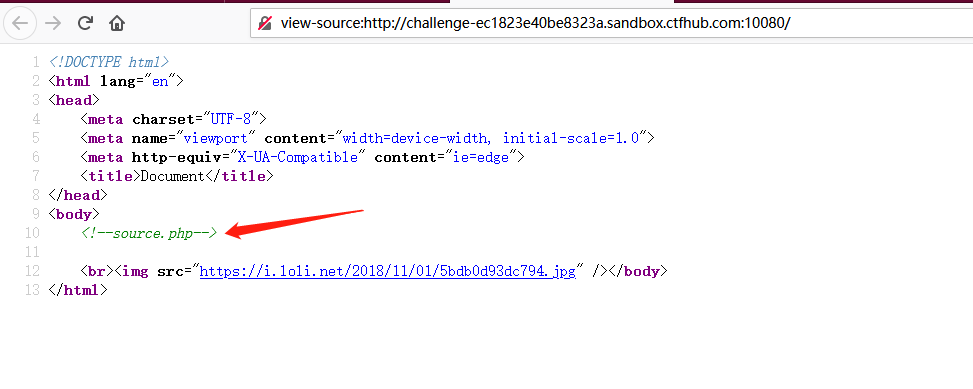 view-source:http://challenge-ec1823e40be8323a.sandbox.ctfhub.com:10080/
1 <!DOCTYPE html>
2 <html lang="en">
3 <head>
4 <meta charset="UTF-8">
5 <meta name="viewport" content="width=device-width, initial-scale=1.0">
6 <meta http-equiv="X-UA-Compatible" content="ie=edge">
7 <title>Document</title>
8 </head>
9 <body>
10 <!--source.php-->
11
12 <br><img src="https://i.loli.net/2018/11/01/5bdb0d93dc794.jpg" /></body>
13 </html>